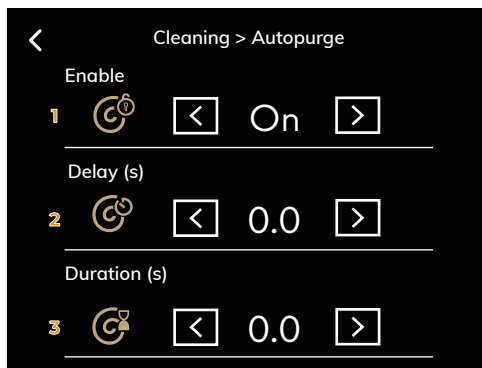 Cleaning > Autopurge
Enable
1 On
Delay (s)
2 0.0
Duration (s)
3 0.0